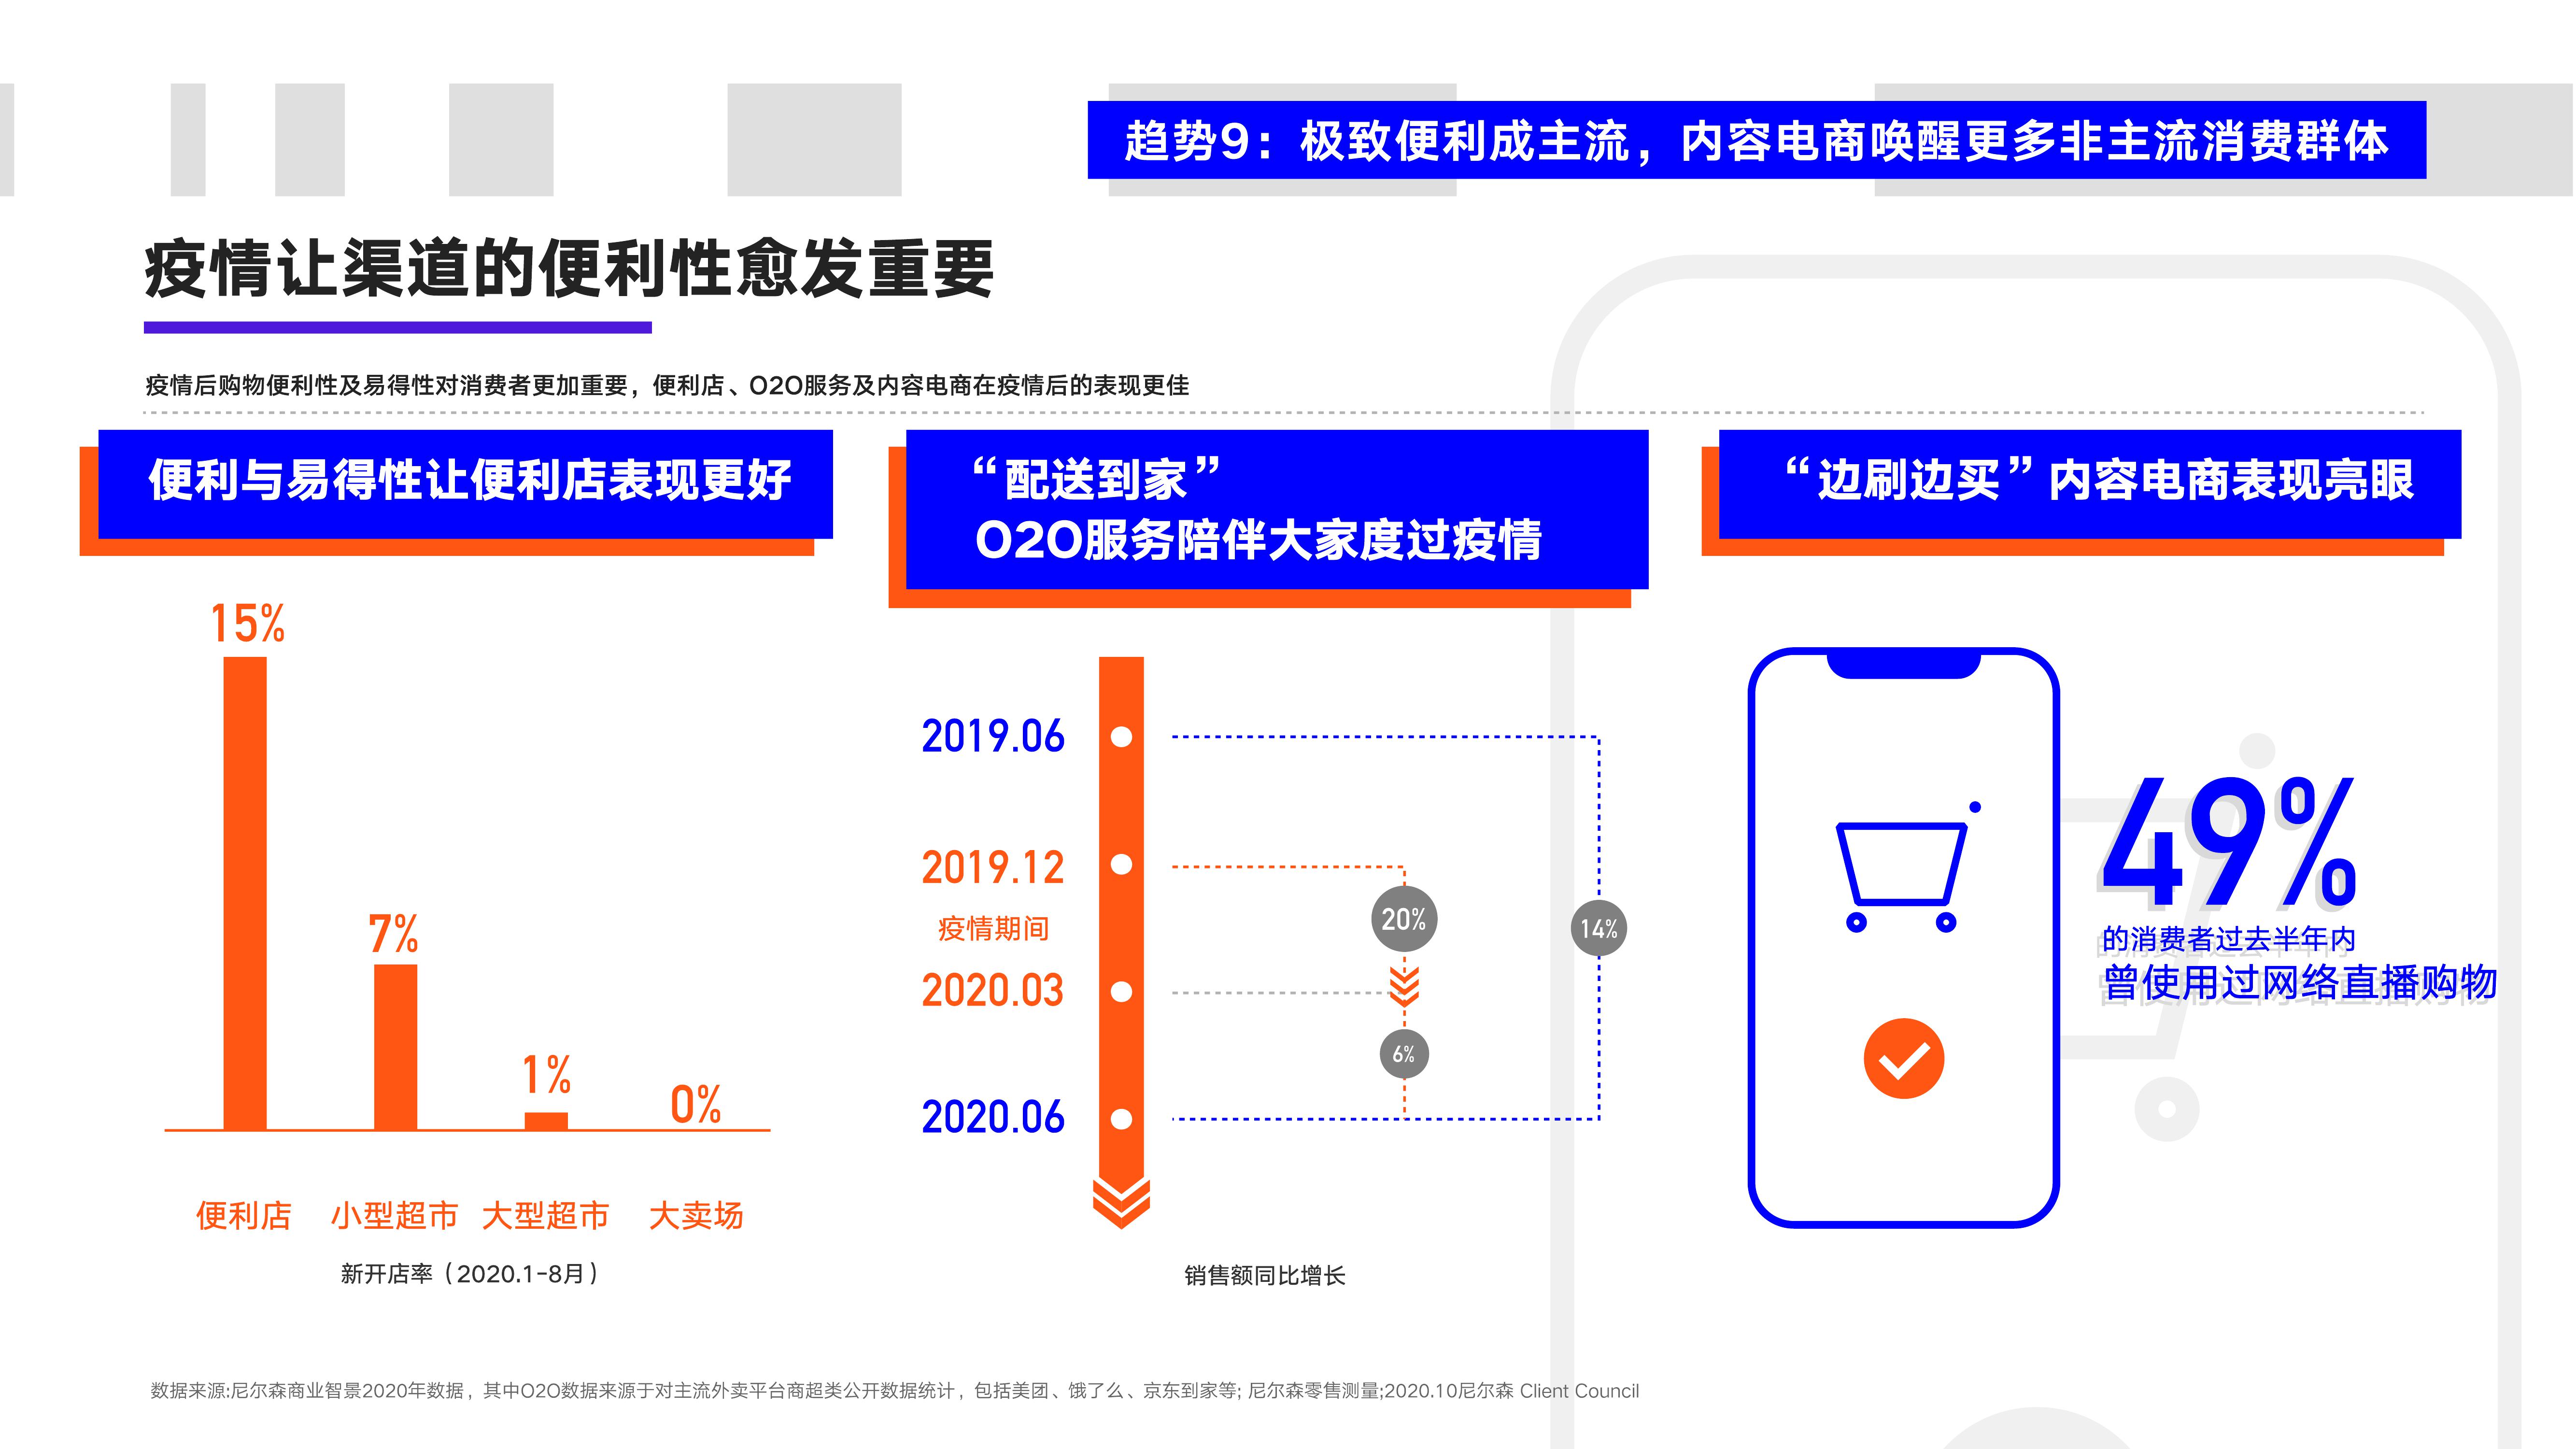 趋势9：极致便利成主流，内容电商唤醒更多非主流消费群体
疫情让渠道的便利性愈发重要
疫情后购物便利性及易得性对消费者更加重要，便利店、O2O服务及内容电商在疫情后的表现更佳
便利与易得性让便利店表现更好
15%
7%
1%
0%
便利店 小型超市 大型超市 大卖场
新开店率（2020.1-8月）
“配送到家”
O2O服务陪伴大家度过疫情
2019.06
2019.12
疫情期间
2020.03
2020.06
20%
14%
6%
销售额同比增长
“边刷边买”内容电商表现亮眼
49%
的消费者过去半年内
曾使用过网络直播购物
数据来源:尼尔森商业智景2020年数据，其中O2O数据来源于对主流外卖平台商超类公开数据统计，包括美团、饿了么、京东到家等; 尼尔森零售测量;2020.10尼尔森 Client Council